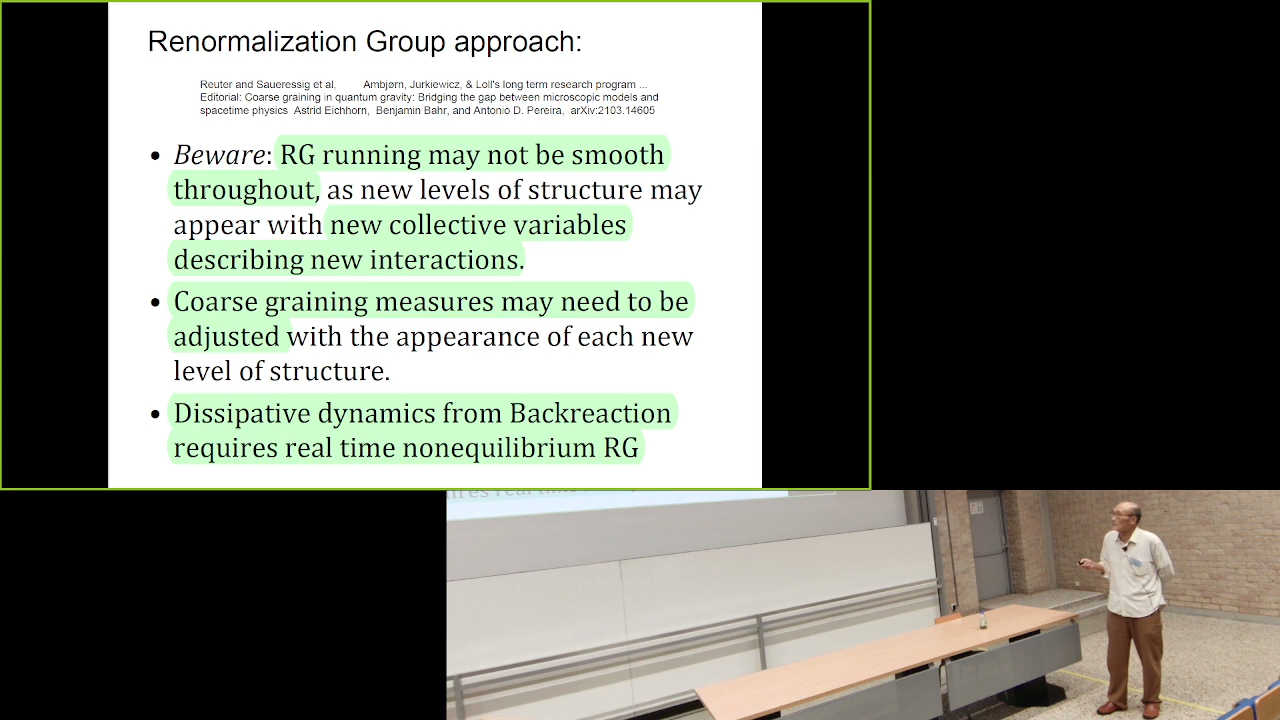 Renormalization Group approach:
Reuter and Saueressig et al, Ambjørn, Jurkiewicz, & Loll's long term research program ...
Editorial: Coarse graining in quantum gravity: Bridging the gap between microscopic models and
spacetime physics Astrid Eichhorn, Benjamin Bahr, and Antonio D. Pereira, arXiv:2103.14605
• Beware: RG running may not be smooth
throughout, as new levels of structure may
appear with new collective variables
describing new interactions.
• Coarse graining measures may need to be
adjusted with the appearance of each new
level of structure.
• Dissipative dynamics from Backreaction
requires real time nonequilibrium RG